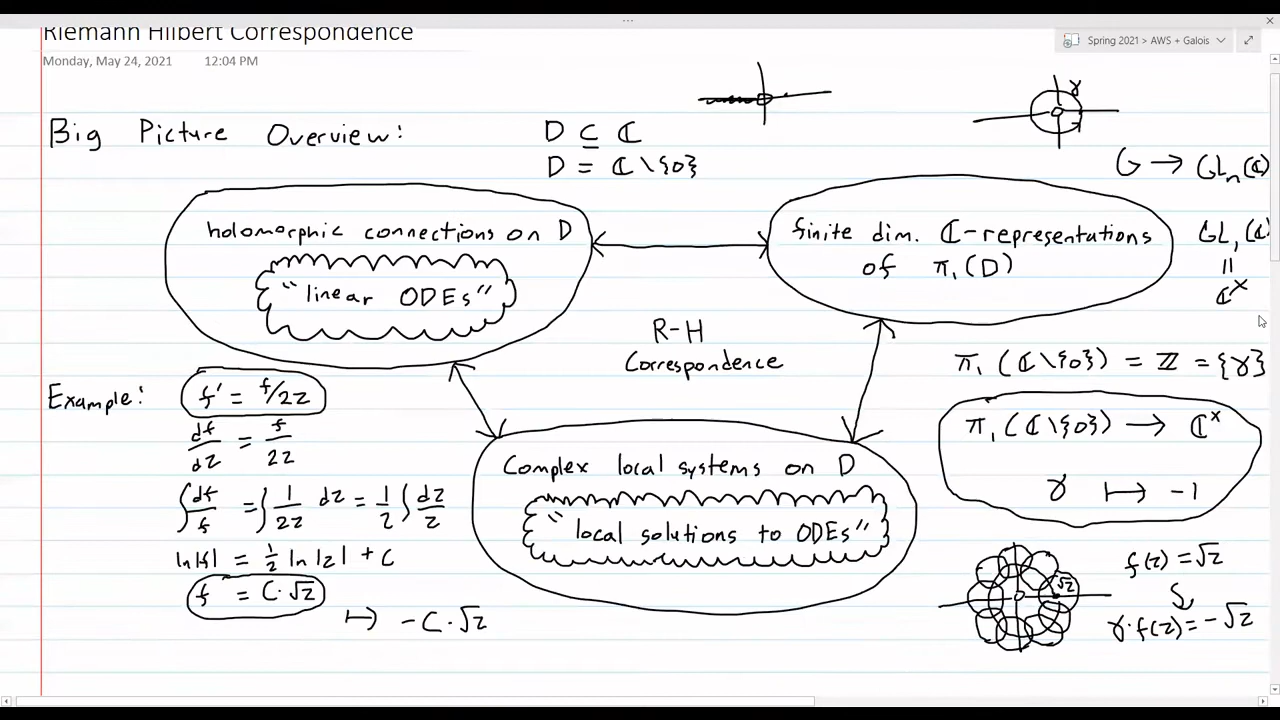 Riemann Hilbert Correspondence
Monday, May 24, 2021 12:04 PM
Spring 2021 > AWS + Galois
Big Picture Overview:
D ⊆ ℂ
D = ℂ \ {0}
γ
G → GLₙ(ℂ)
holomorphic connections on D
"linear ODEs"
finite dim. ℂ-representations
of π₁(D)
GL₁(ℂ)
||
ℂˣ
R-H
Correspondence
π₁(ℂ\{0}) = ℤ = {γ}
Example:
f' = f/2z
df/dz = f/2z
∫ df/f = ∫ 1/2z dz = 1/2 ∫ dz/z
ln|f| = 1/2 ln|z| + C
f = C·√z
↦ -C·√z
Complex local systems on D
"local solutions to ODEs"
π₁(ℂ\{0}) → ℂˣ
γ ↦ -1
√z
f(z) = √z
γ·f(z) = -√z